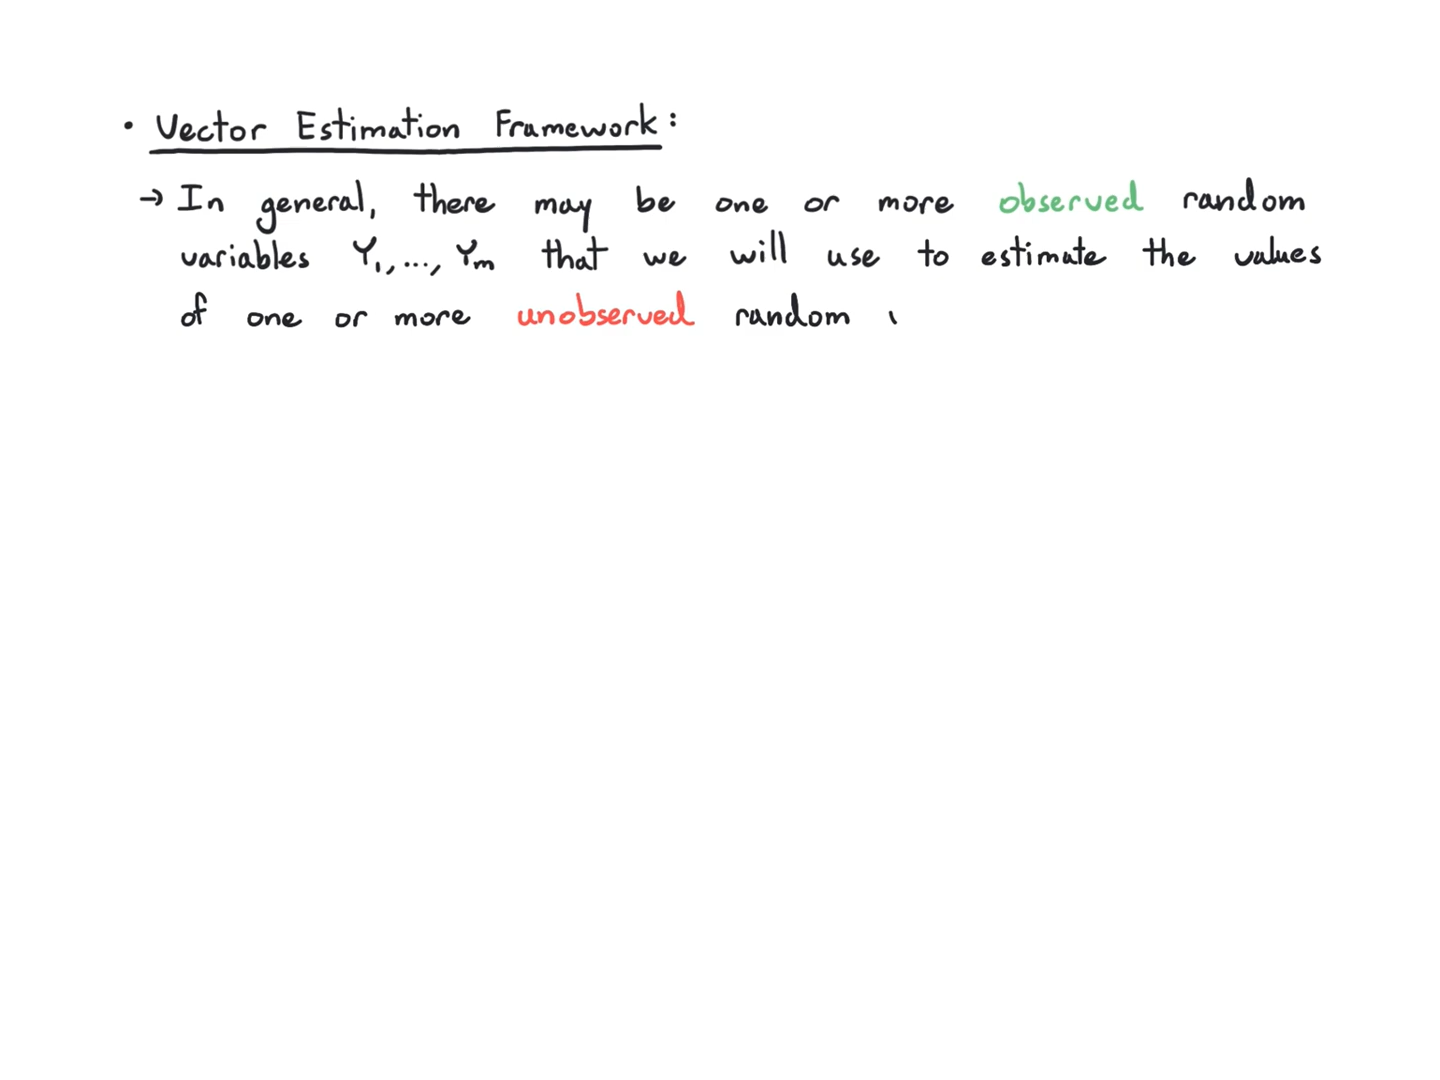 • Vector Estimation Framework:
→ In general, there may be one or more observed random
variables Y₁,..., Yₘ that we will use to estimate the values
of one or more unobserved random